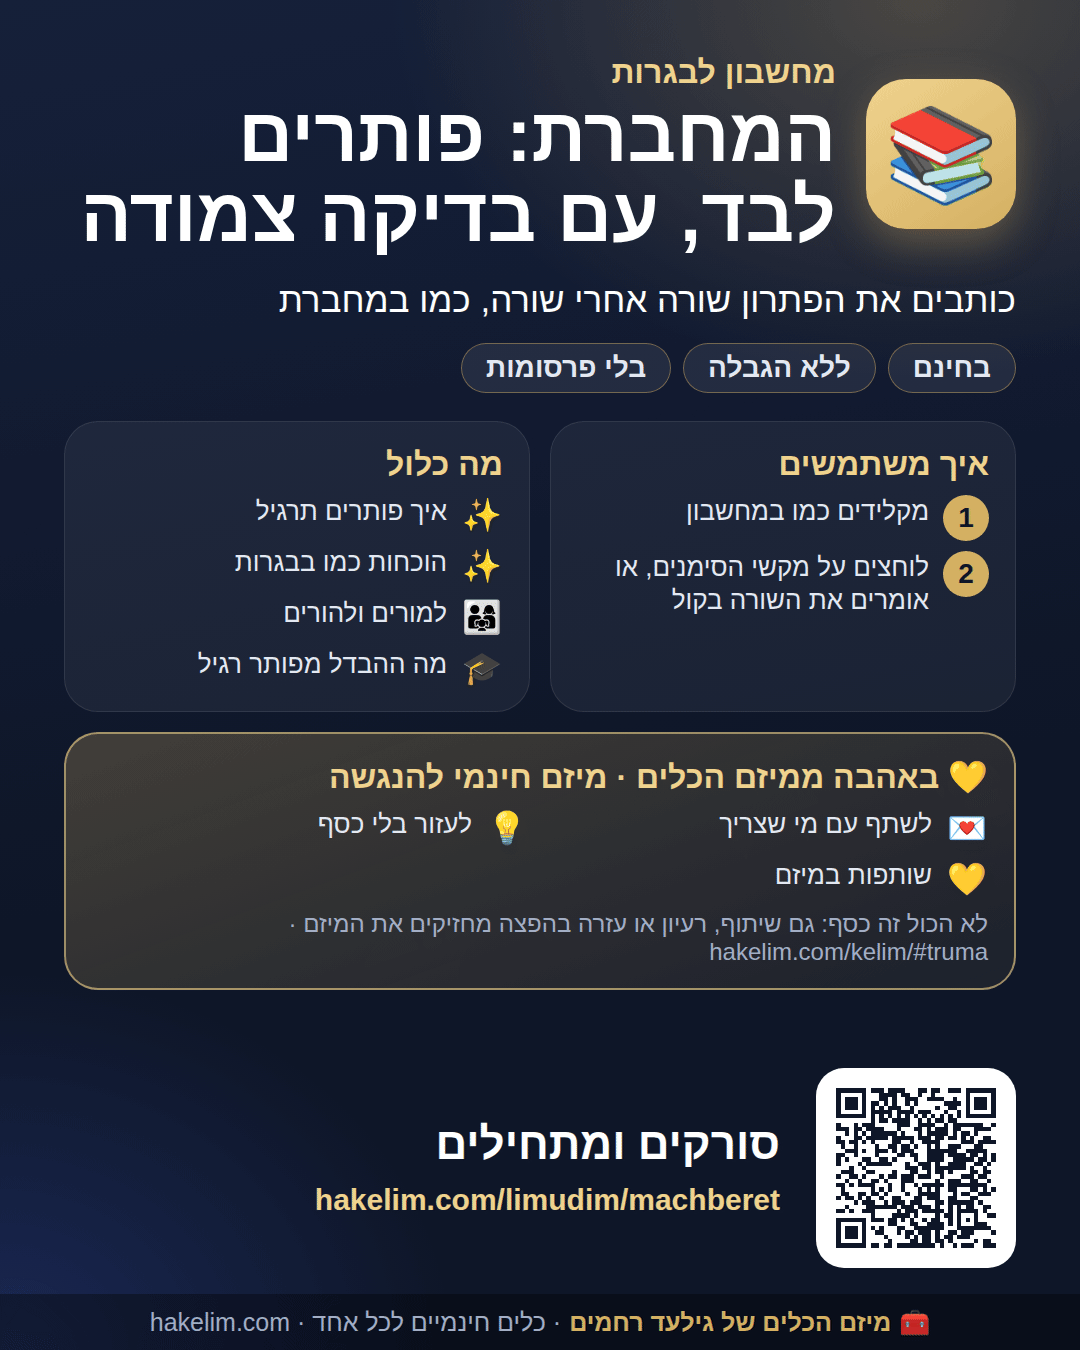 מחשבון לבגרות
המחברת: פותרים
לבד, עם בדיקה צמודה
כותבים את הפתרון שורה אחרי שורה, כמו במחברת
בחינם
ללא הגבלה
בלי פרסומות
איך משתמשים
1 מקלידים כמו במחשבון
2 לוחצים על מקשי הסימנים, או
אומרים את השורה בקול
מה כלול
איך פותרים תרגיל
הוכחות כמו בבגרות
למורים ולהורים
מה ההבדל מפותר רגיל
באהבה ממיזם הכלים · מיזם חינמי להנגשה
לשתף עם מי שצריך
לעזור בלי כסף
שותפות במיזם
לא הכול זה כסף: גם שיתוף, רעיון או עזרה בהפצה מחזיקים את המיזם ·
hakelim.com/kelim/#truma
סורקים ומתחילים
hakelim.com/limudim/machberet
מיזם הכלים של גילעד רחמים · כלים חינמיים לכל אחד · hakelim.com